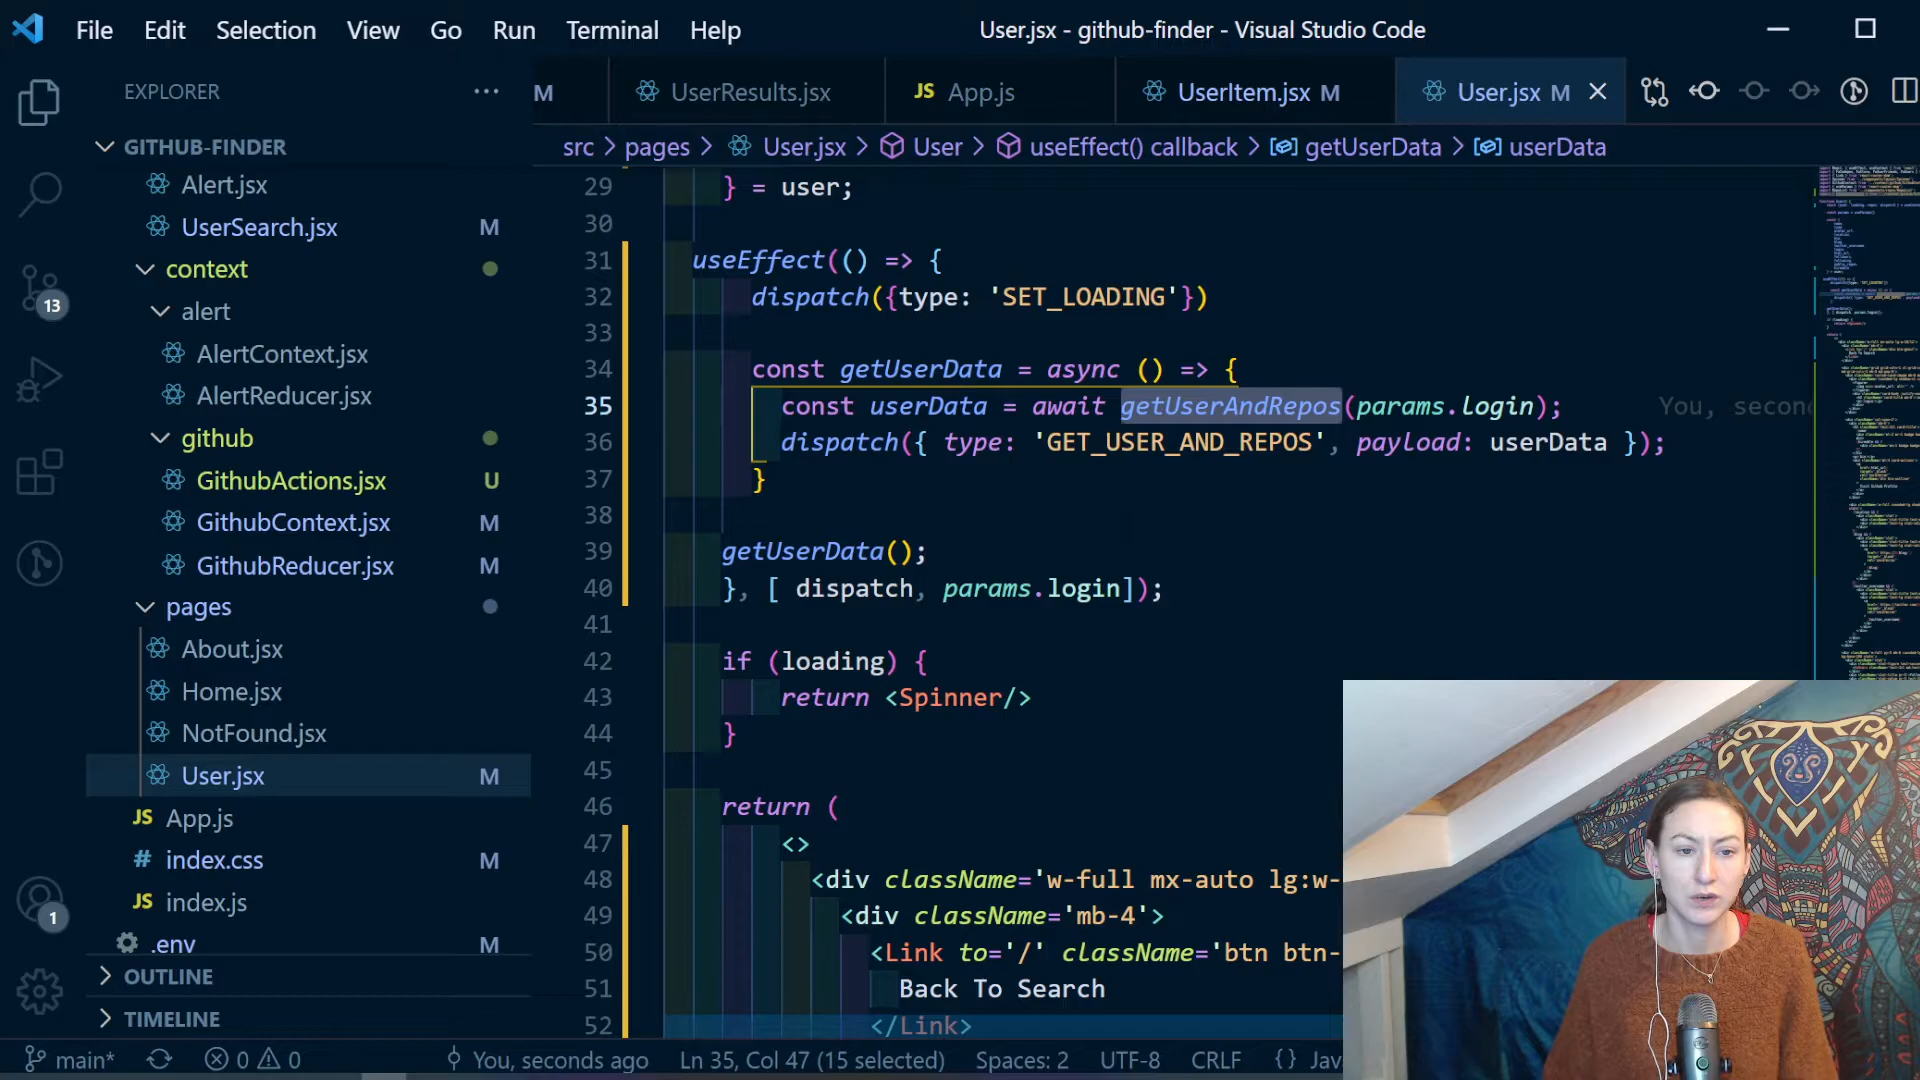 File Edit Selection View Go Run Terminal Help
User.jsx - github-finder - Visual Studio Code
EXPLORER
GITHUB-FINDER
Alert.jsx
UserSearch.jsx M
context
alert
AlertContext.jsx
AlertReducer.jsx
github
GithubActions.jsx U
GithubContext.jsx M
GithubReducer.jsx M
pages
About.jsx
Home.jsx
NotFound.jsx
User.jsx M
JS App.js
# index.css M
JS index.js
.env M
OUTLINE
TIMELINE
13
1
M UserResults.jsx JS App.js UserItem.jsx M User.jsx M
src > pages > User.jsx > User > useEffect() callback > getUserData > userData
29 } = user;
30
31 useEffect(() => {
32 dispatch({type: 'SET_LOADING'})
33
34 const getUserData = async () => {
35 const userData = await getUserAndRepos(params.login); You, secon
36 dispatch({ type: 'GET_USER_AND_REPOS', payload: userData });
37 }
38
39 getUserData();
40 }, [ dispatch, params.login]);
41
42 if (loading) {
43 return <Spinner/>
44 }
45
46 return (
47 <>
48 <div className='w-full mx-auto lg:w-
49 <div className='mb-4'>
50 <Link to='/' className='btn btn-
51 Back To Search
52 </Link>
main* 0 0 You, seconds ago Ln 35, Col 47 (15 selected) Spaces: 2 UTF-8 CRLF {} Jav